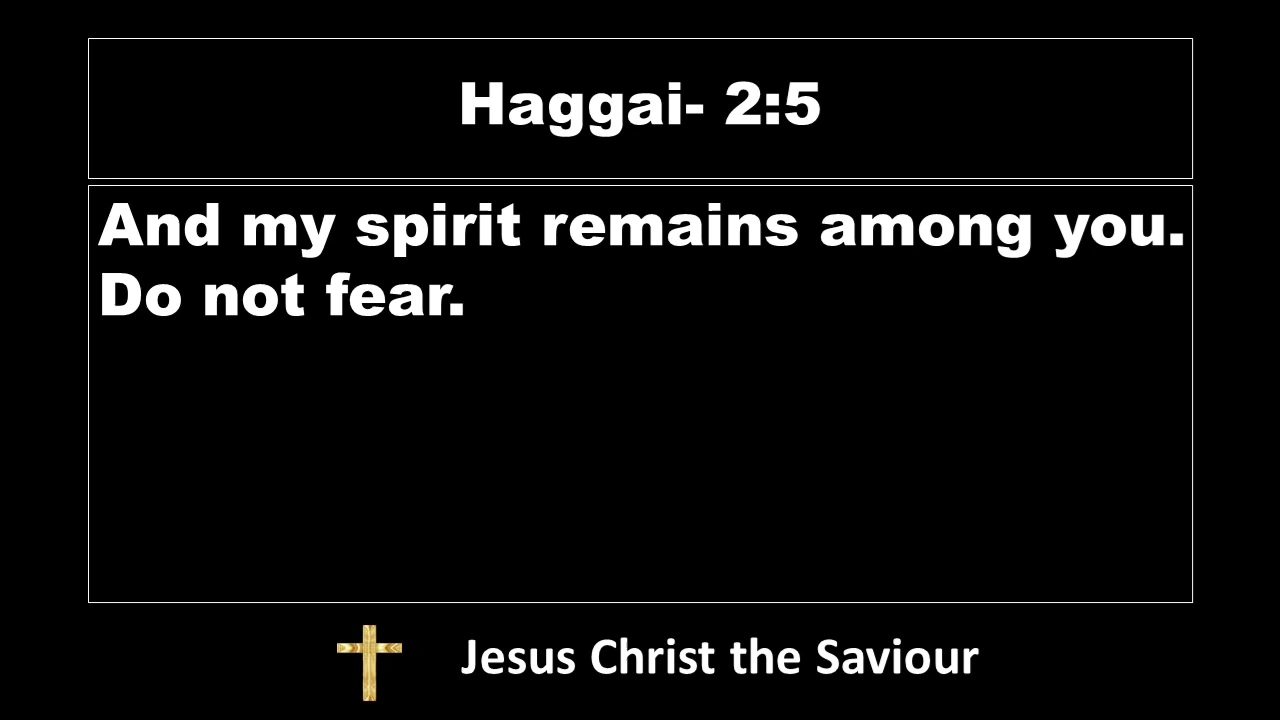 Haggai- 2:5
And my spirit remains among you.
Do not fear.
Jesus Christ the Saviour